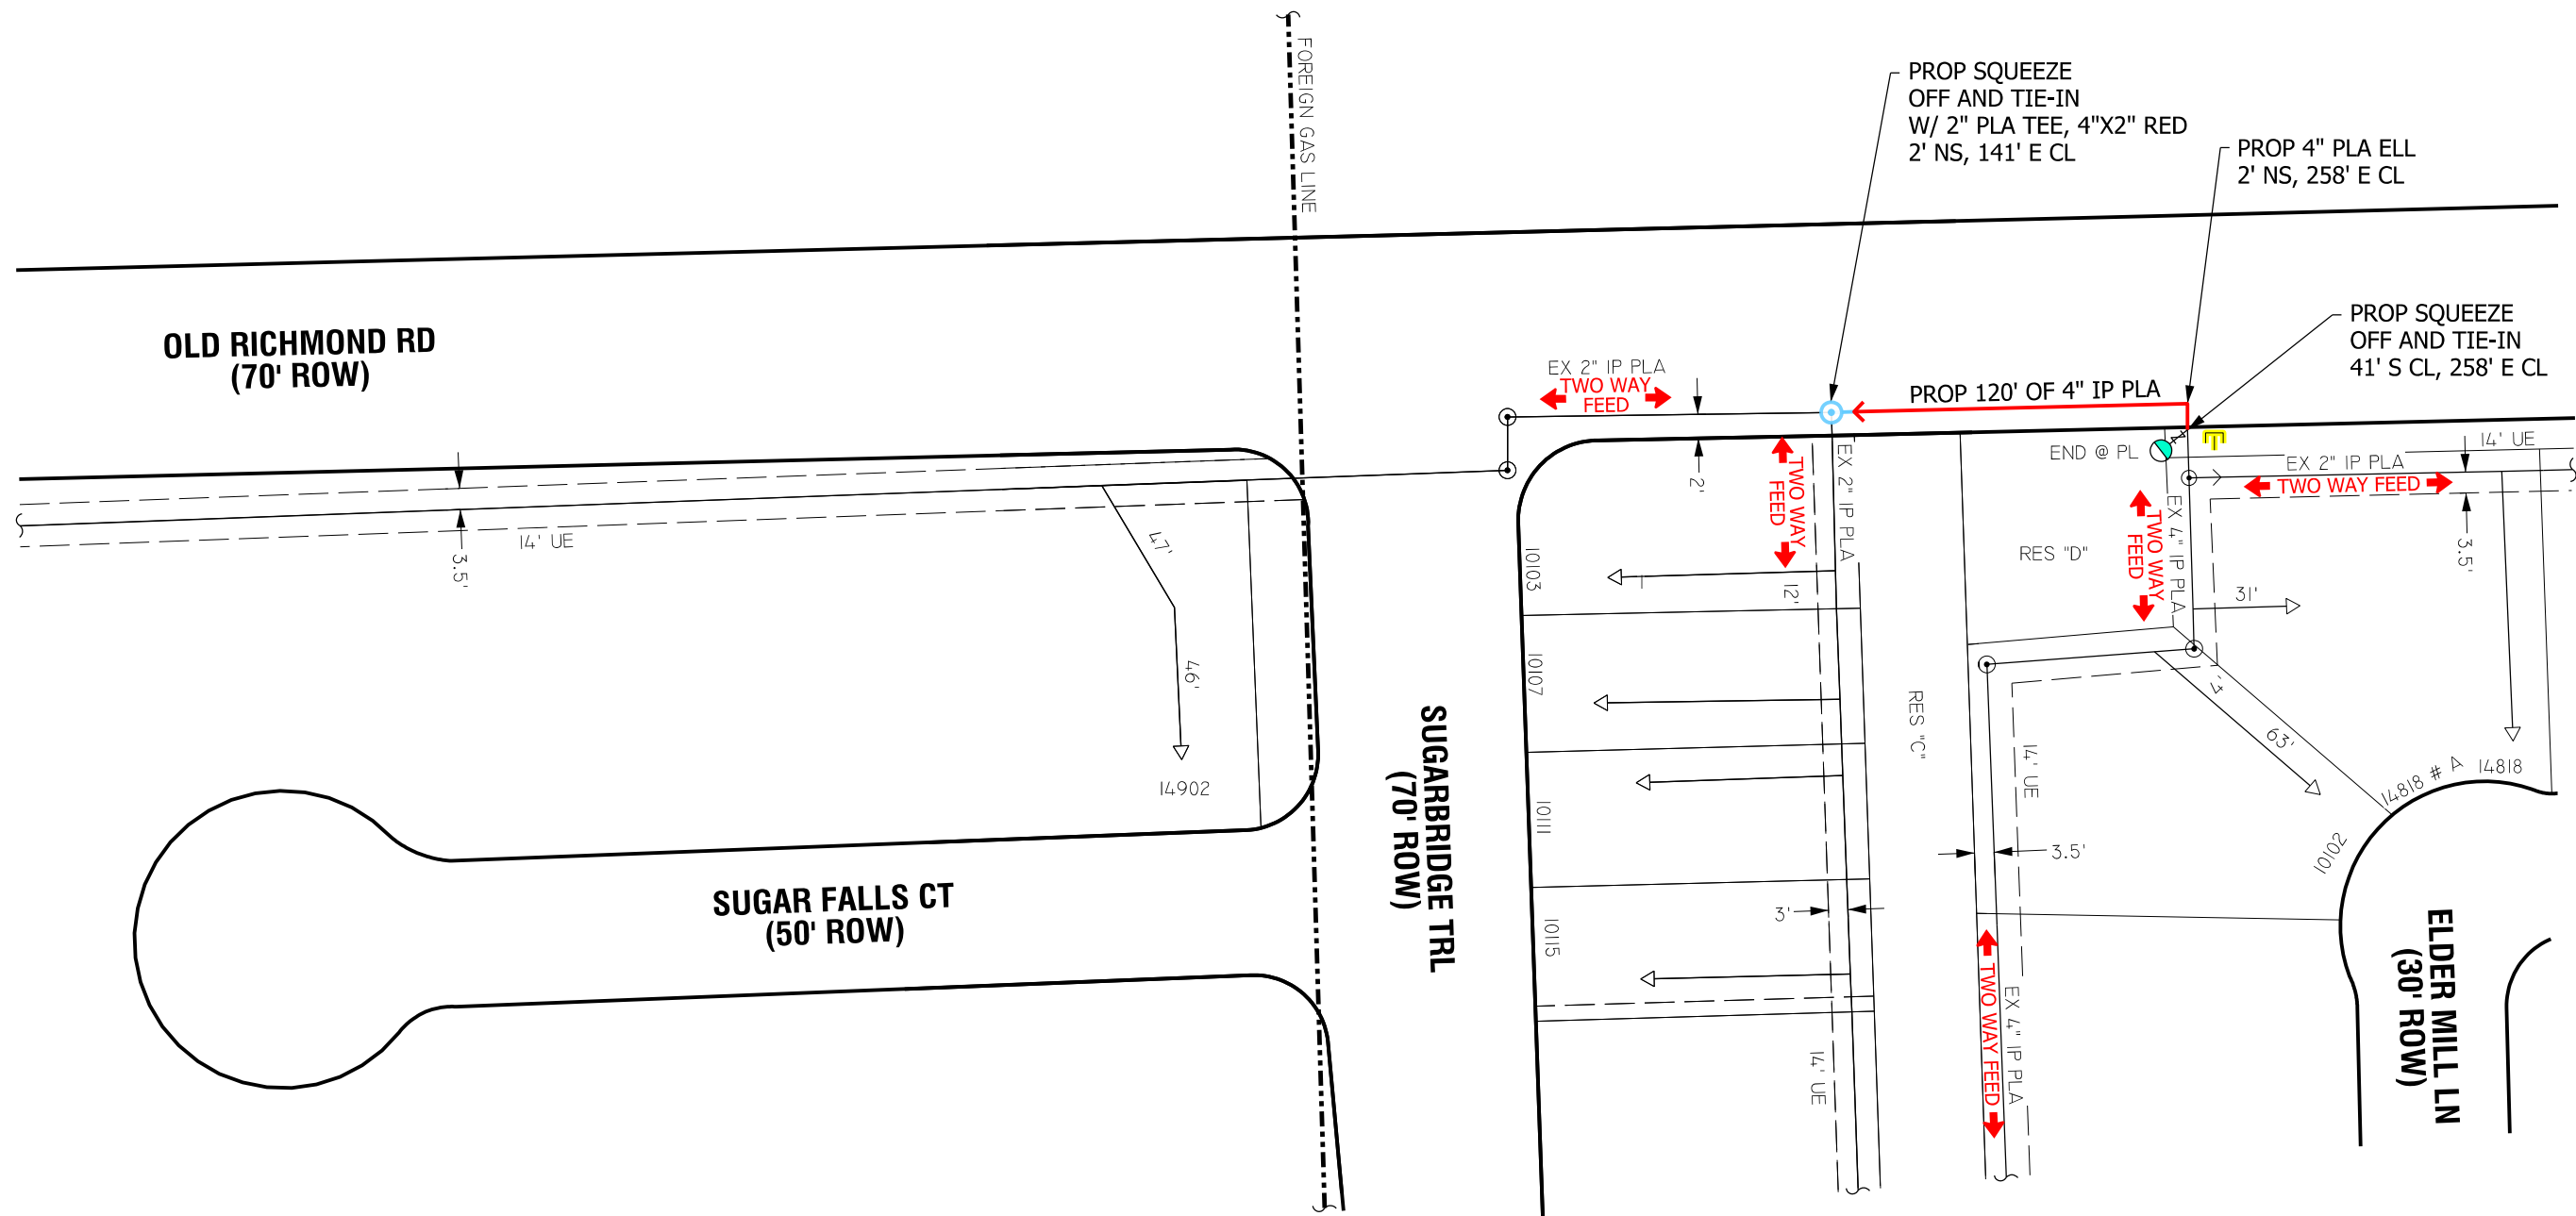 FOREIGN GAS LINE
PROP SQUEEZE
OFF AND TIE-IN
W/ 2" PLA TEE, 4"X2" RED
2' NS, 141' E CL
PROP 4" PLA ELL
2' NS, 258' E CL
PROP SQUEEZE
OFF AND TIE-IN
41' S CL, 258' E CL
OLD RICHMOND RD
(70' ROW)
EX 2" IP PLA
TWO WAY
FEED
PROP 120' OF 4" IP PLA
2'
END @ PL
14' UE
EX 2" IP PLA
TWO WAY FEED
3.5'
14' UE
3.5'
47'
46'
14902
TWO WAY
FEED
EX 2" IP PLA
12'
1
10103
10107
10111
10115
3'
14' UE
RES "C"
RES "D"
TWO WAY
FEED
EX 4" IP PLA
31'
4'
63'
14818 # A
14818
10102
14' UE
3.5'
TWO WAY FEED
EX 4" IP PLA
SUGARBRIDGE TRL
(70' ROW)
SUGAR FALLS CT
(50' ROW)
ELDER MILL LN
(30' ROW)